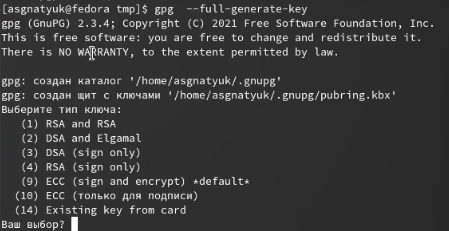 [asgnatyuk@fedora tmp]$ gpg  --full-generate-key
gpg (GnuPG) 2.3.4; Copyright (C) 2021 Free Software Foundation, Inc.
This is free software: you are free to change and redistribute it.
There is NO WARRANTY, to the extent permitted by law.

gpg: создан каталог '/home/asgnatyuk/.gnupg'
gpg: создан щит с ключами '/home/asgnatyuk/.gnupg/pubring.kbx'
Выберите тип ключа:
   (1) RSA and RSA
   (2) DSA and Elgamal
   (3) DSA (sign only)
   (4) RSA (sign only)
   (9) ECC (sign and encrypt) *default*
  (10) ECC (только для подписи)
  (14) Existing key from card
Ваш выбор?